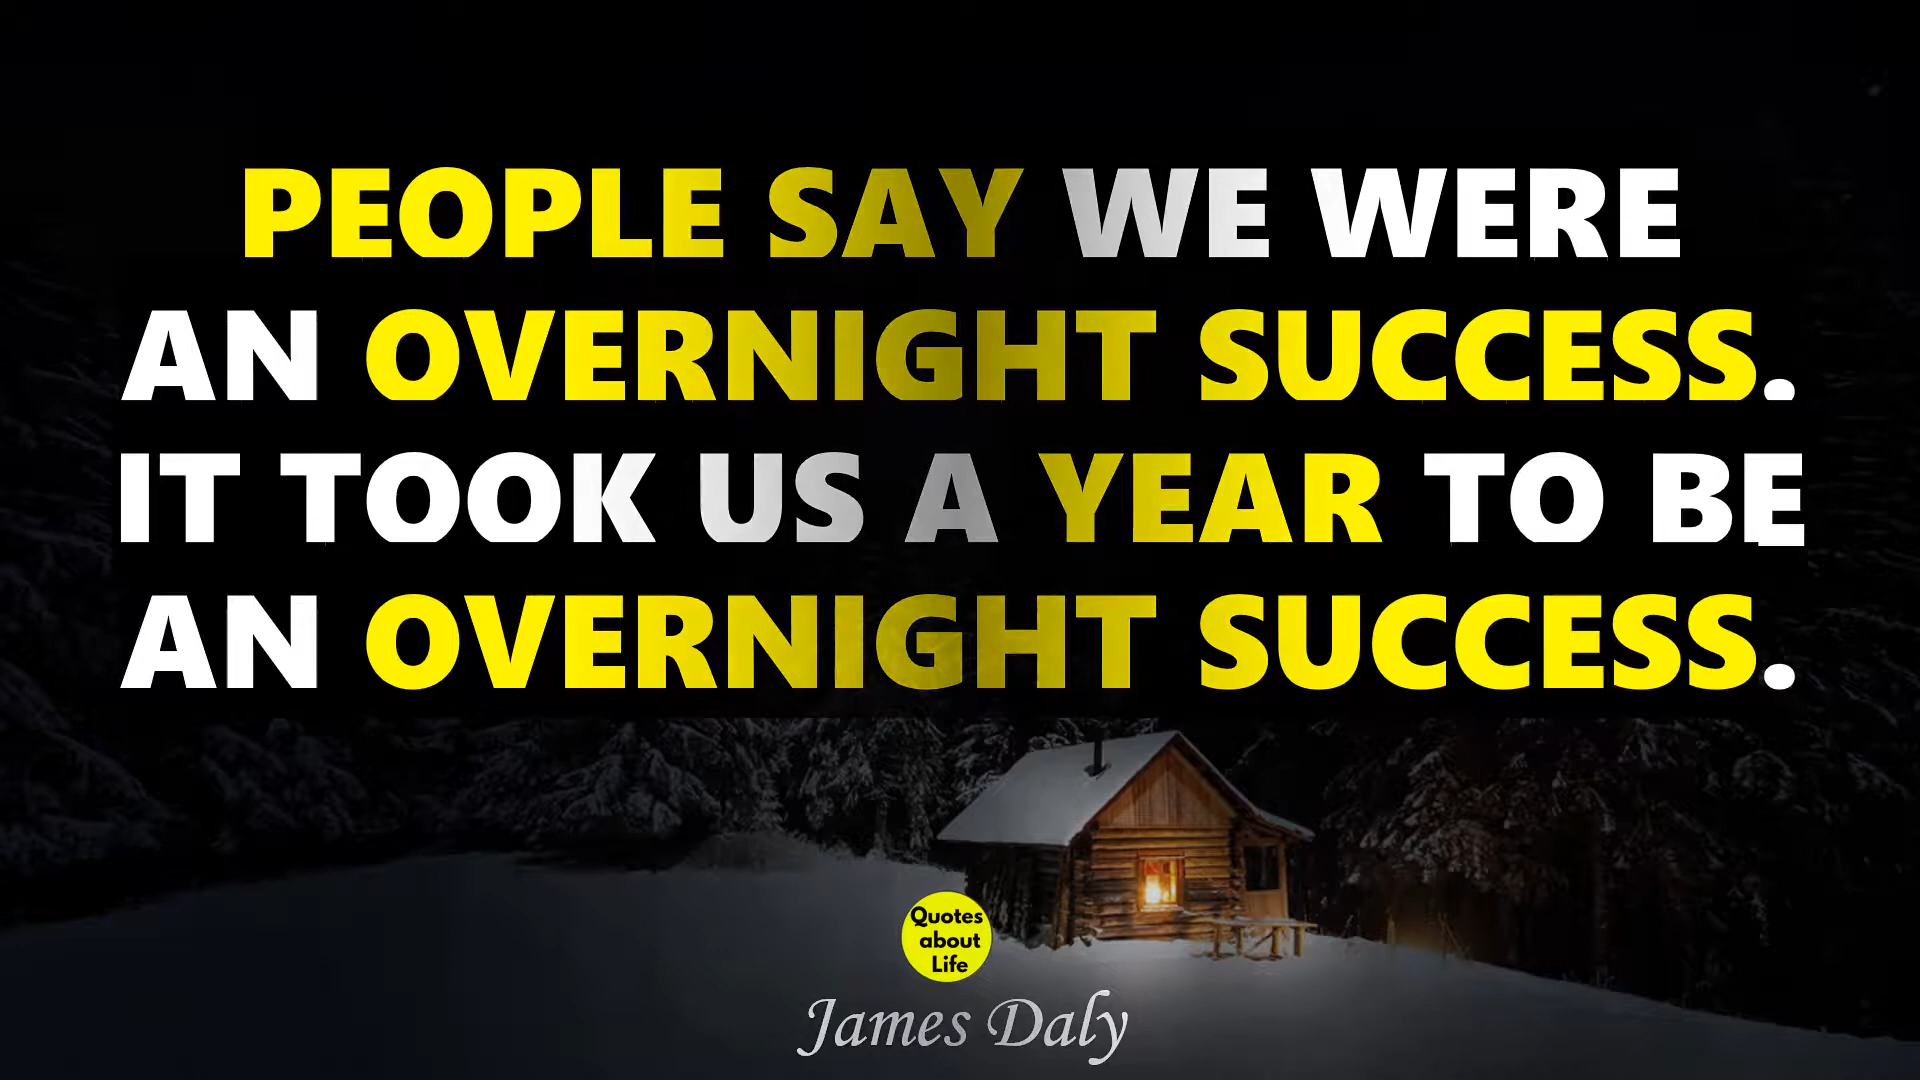 PEOPLE SAY WE WERE
AN OVERNIGHT SUCCESS.
IT TOOK US A YEAR TO BE
AN OVERNIGHT SUCCESS.
Quotes
about
Life
James Daly